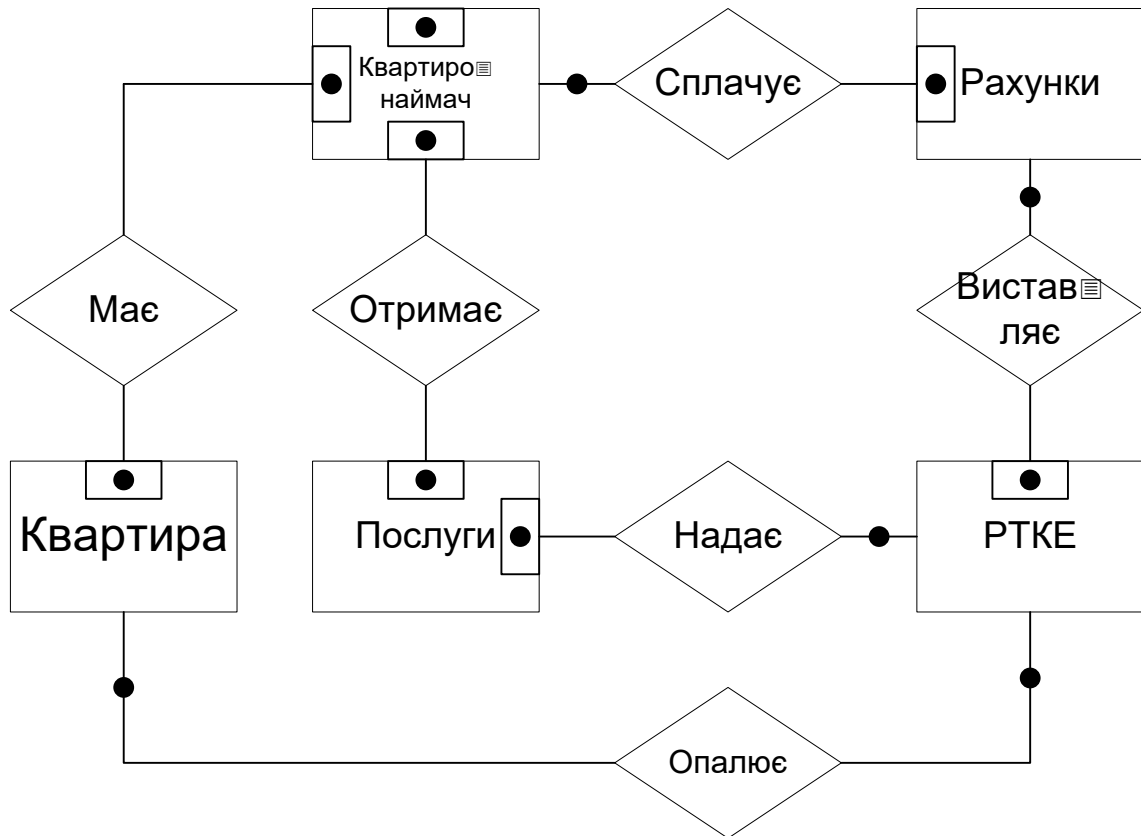 Квартиро
наймач
Сплачує
Рахунки
Має
Отримає
Вистав
ляє
Квартира
Послуги
Надає
РТКЕ
Опалює